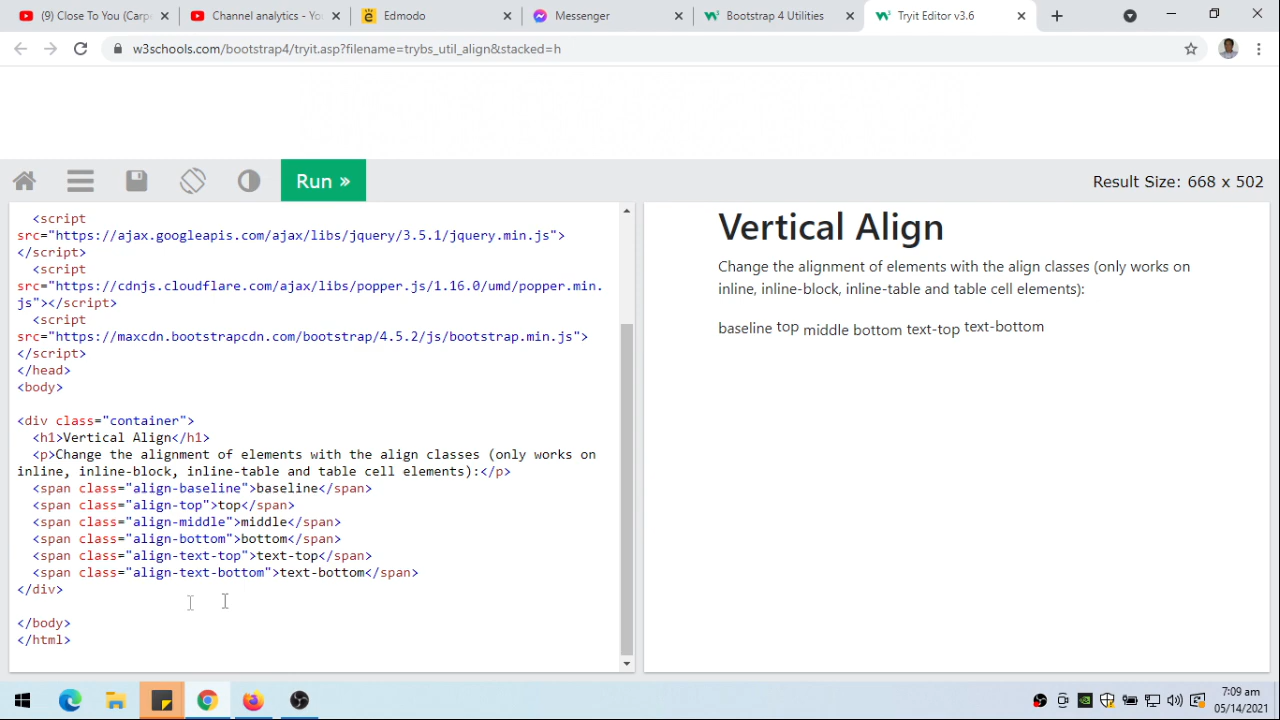 (9) Close To You (Carp
Channel analytics - Yo
Edmodo
Messenger
Bootstrap 4 Utilities
Tryit Editor v3.6
w3schools.com/bootstrap4/tryit.asp?filename=trybs_util_align&stacked=h
Run »
Result Size: 668 x 502
<script
src="https://ajax.googleapis.com/ajax/libs/jquery/3.5.1/jquery.min.js">
</script>
<script
src="https://cdnjs.cloudflare.com/ajax/libs/popper.js/1.16.0/umd/popper.min.
js"></script>
<script
src="https://maxcdn.bootstrapcdn.com/bootstrap/4.5.2/js/bootstrap.min.js">
</script>
</head>
<body>
<div class="container">
<h1>Vertical Align</h1>
<p>Change the alignment of elements with the align classes (only works on
inline, inline-block, inline-table and table cell elements):</p>
<span class="align-baseline">baseline</span>
<span class="align-top">top</span>
<span class="align-middle">middle</span>
<span class="align-bottom">bottom</span>
<span class="align-text-top">text-top</span>
<span class="align-text-bottom">text-bottom</span>
</div>
</body>
</html>
Vertical Align
Change the alignment of elements with the align classes (only works on
inline, inline-block, inline-table and table cell elements):
baseline top middle bottom text-top text-bottom
7:09 am
05/14/2021